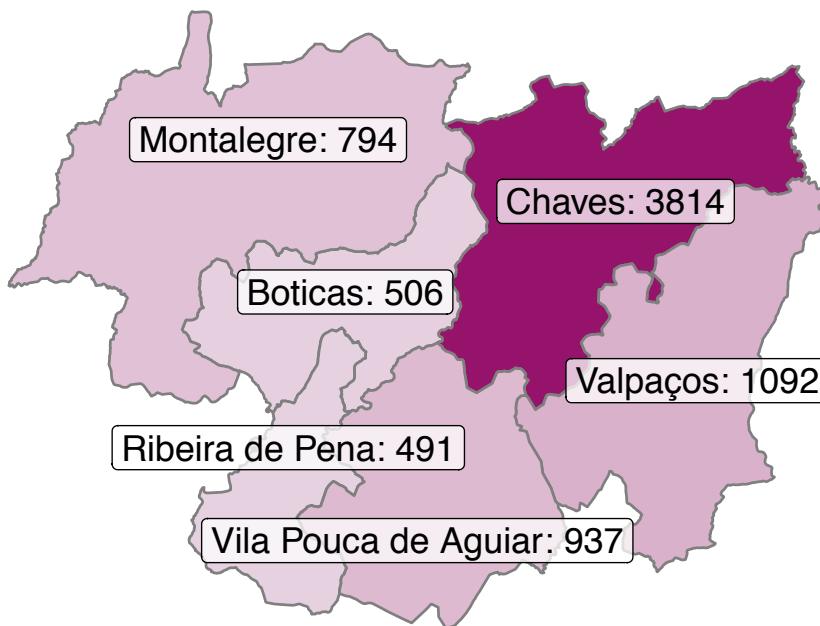 Montalegre: 794
Chaves: 3814
Boticas: 506
Valpaços: 1092
Ribeira de Pena: 491
Vila Pouca de Aguiar: 937